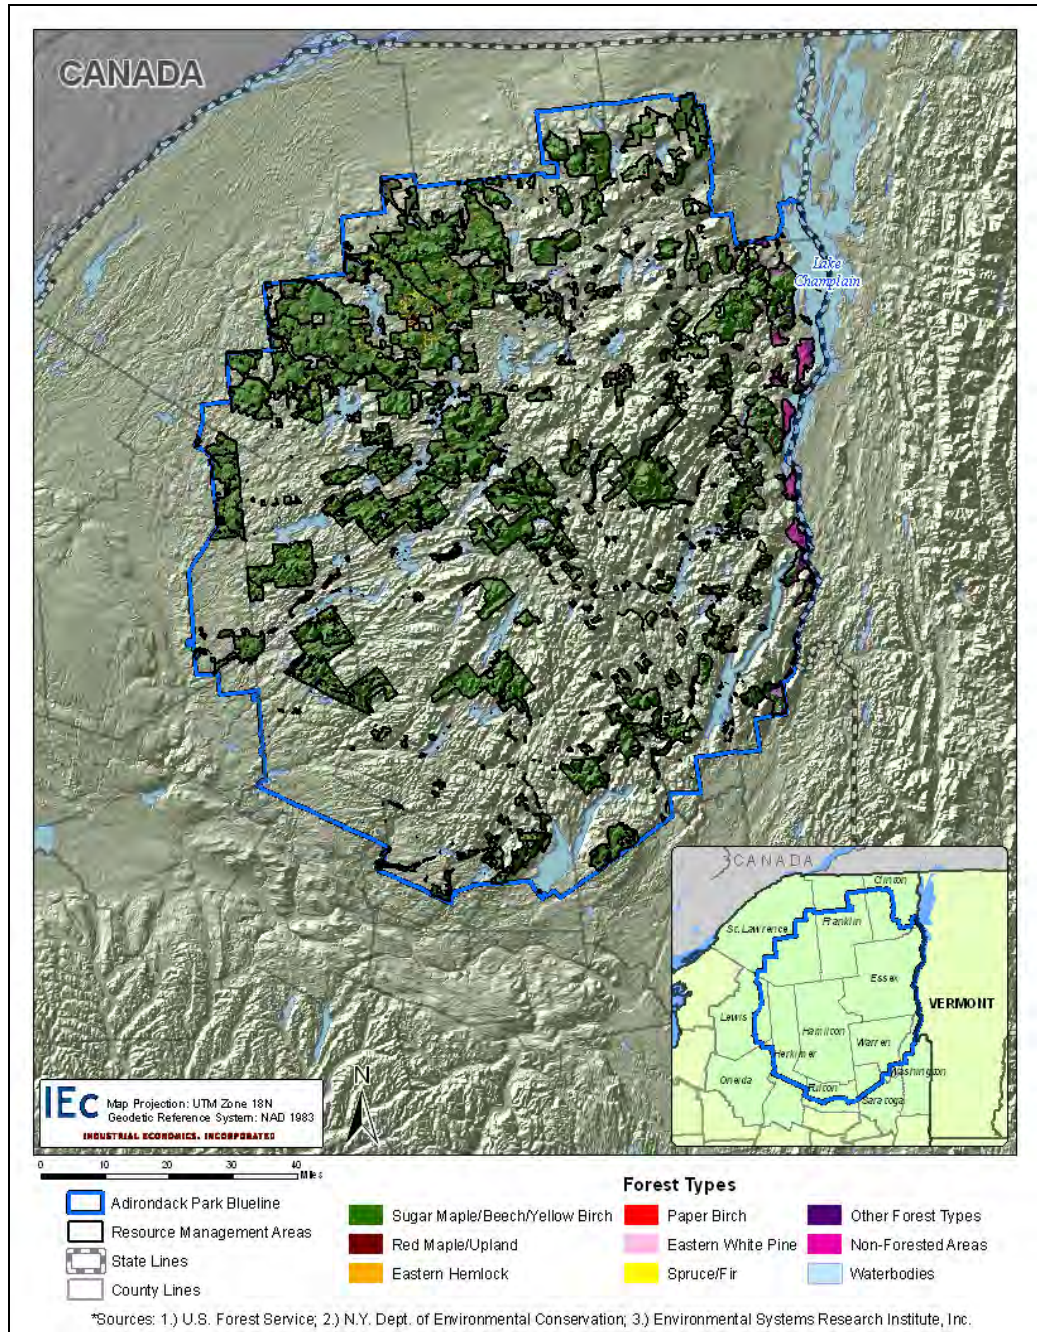 CANADA
Lake
Champlain
CANADA
Clinton
Franklin
St. Lawrence
Essex
VERMONT
Lewis
Hamilton
Warren
Herkimer
Washington
Oneida
Fulton
Saratoga
N
IEc Map Projection: UTM Zone 18N
Geodetic Reference System: NAD 1983
INDUSTRIAL ECONOMICS, INCORPORATED
0 10 20 30 40
Miles
Forest Types
Adirondack Park Blueline
Resource Management Areas
State Lines
County Lines
Sugar Maple/Beech/Yellow Birch
Red Maple/Upland
Eastern Hemlock
Paper Birch
Eastern White Pine
Spruce/Fir
Other Forest Types
Non-Forested Areas
Waterbodies
*Sources: 1.) U.S. Forest Service; 2.) N.Y. Dept. of Environmental Conservation; 3.) Environmental Systems Research Institute, Inc.